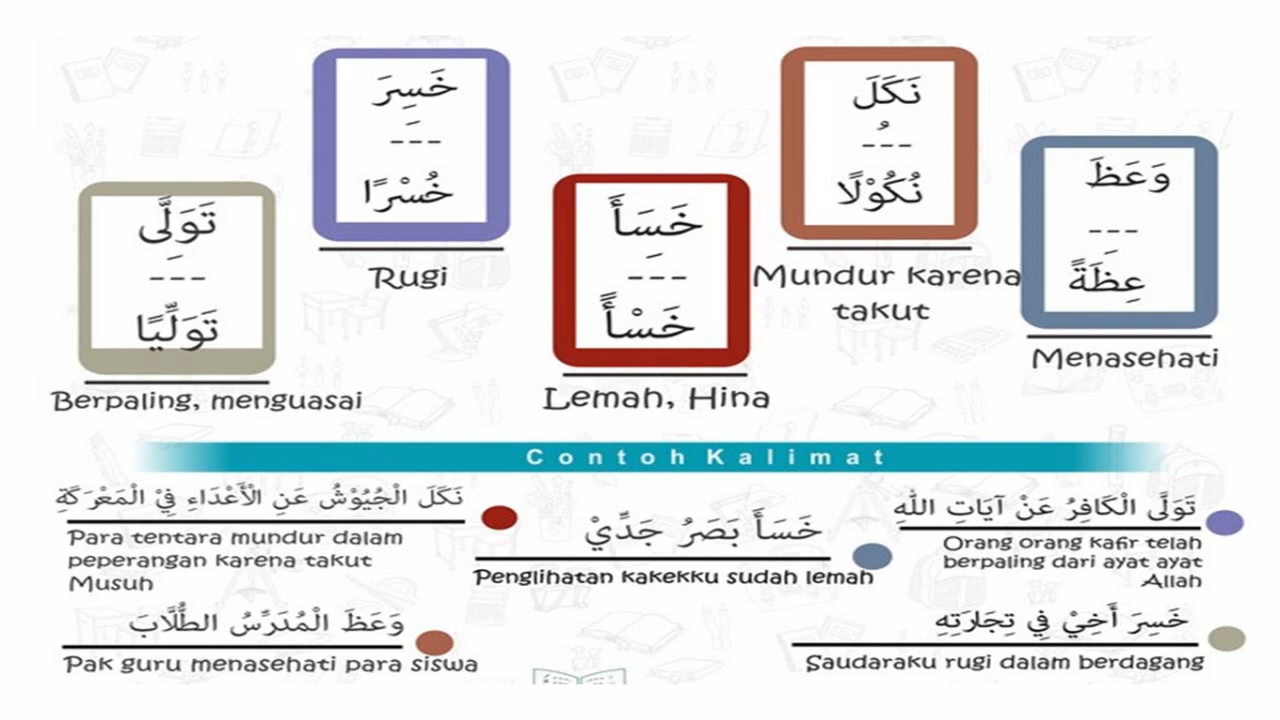 تَوَلَّى
---ِ
تَوَلِّيًا
Berpaling, menguasai
خَسِرَ
---َ
خُسْرًا
Rugi
خَسَأَ
---ِ
خَسْأً
Lemah, Hina
نَكَلَ
---ُ
نُكُوْلًا
Mundur karena
takut
وَعَظَ
---ِ
عِظَةً
Menasehati
Contoh Kalimat
نَكَلَ الْجُيُوْشُ عَنِ الْأَعْدَاءِ فِيْ الْمَعْرَكَةِ
Para tentara mundur dalam
peperangan karena takut
Musuh
وَعَظَ الْمُدَرِّسُ الطُّلَّابَ
Pak guru menasehati para siswa
خَسَأَ بَصَرُ جَدِّيْ
Penglihatan kakekku sudah lemah
تَوَلَّى الْكَافِرُ عَنْ آيَاتِ اللّٰهِ
Orang orang kafir telah
berpaling dari ayat ayat
Allah
خَسِرَ أَخِيْ فِي تِجَارَتِهِ
Saudaraku rugi dalam berdagang